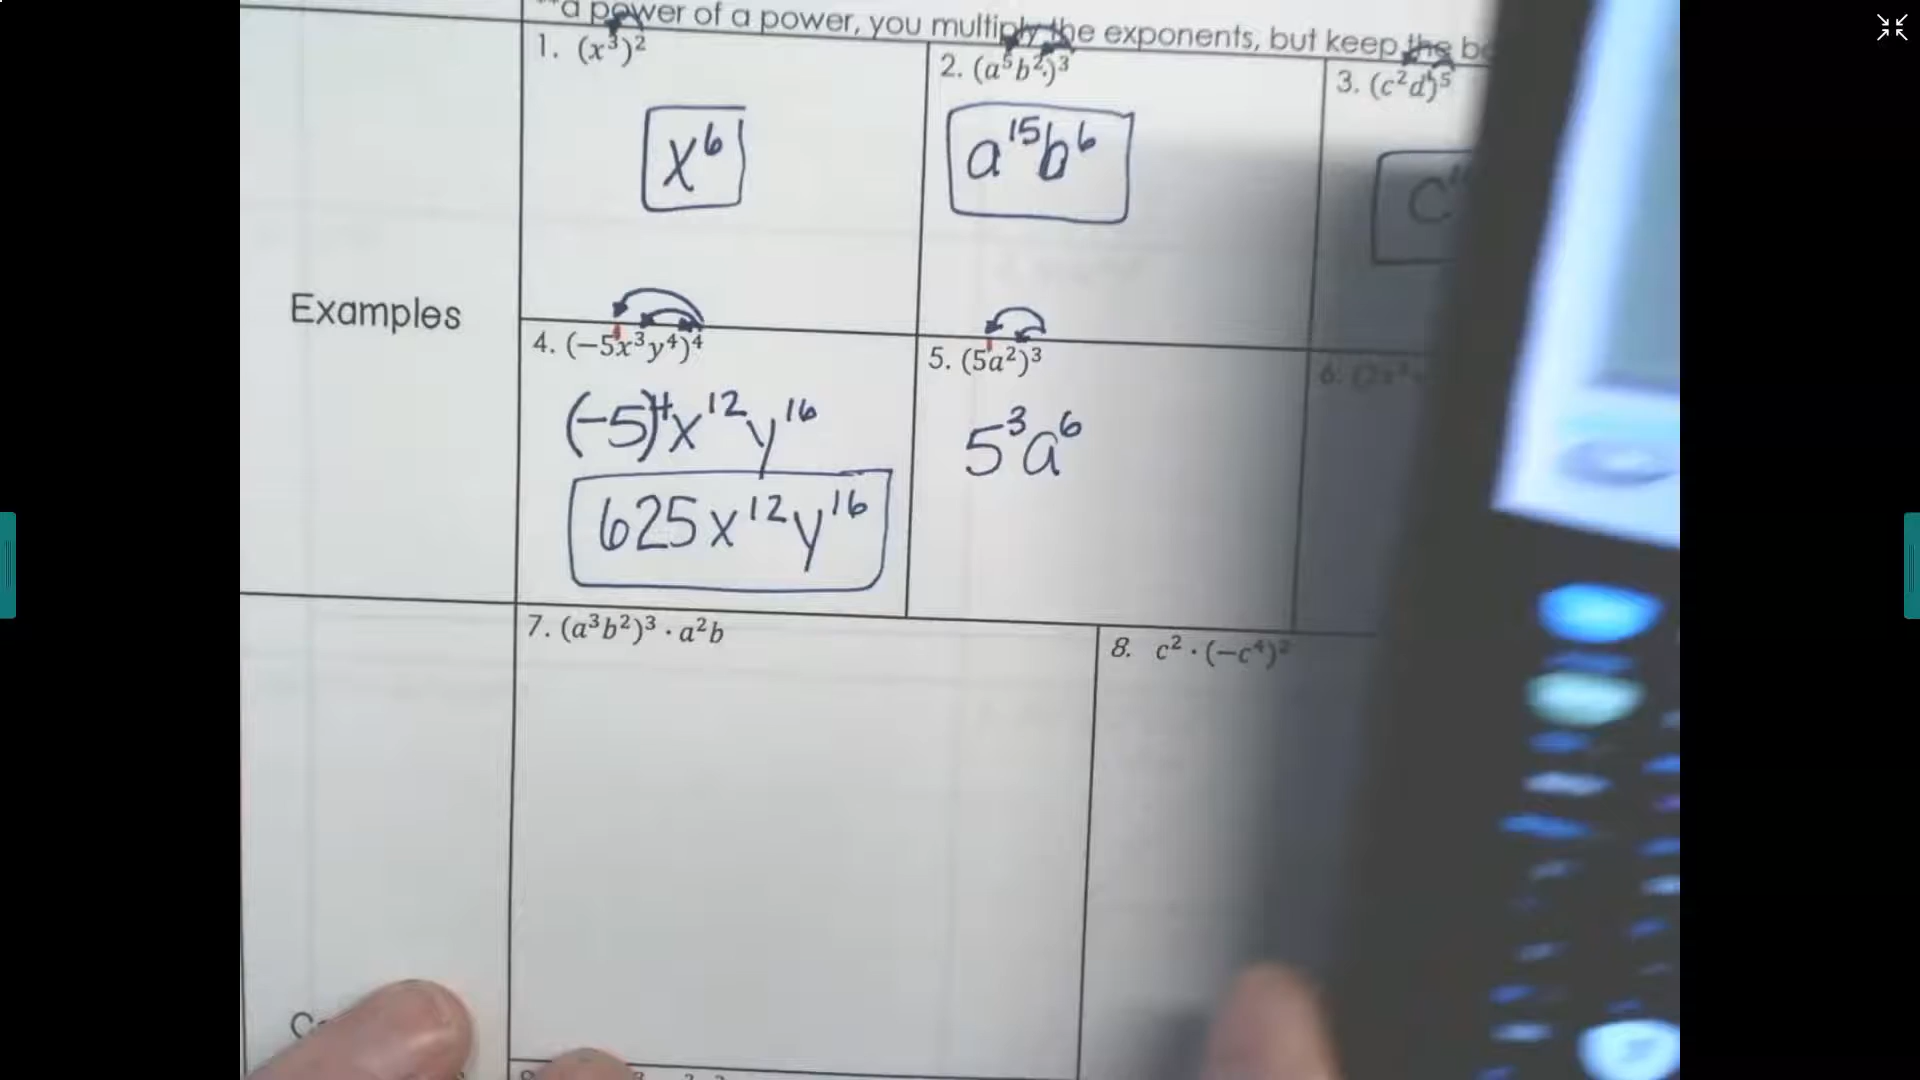 a power of a power, you multiply the exponents, but keep the
1. (x³)²
x⁶
2. (a⁵b²)³
a¹⁵b⁶
3. (c²d)⁵
C
Examples
4. (−5x³y⁴)⁴
(−5)⁴x¹²y¹⁶
625x¹²y¹⁶
5. (5a²)³
5³a⁶
6.
7. (a³b²)³ · a²b
8. c² · (−c⁴)²